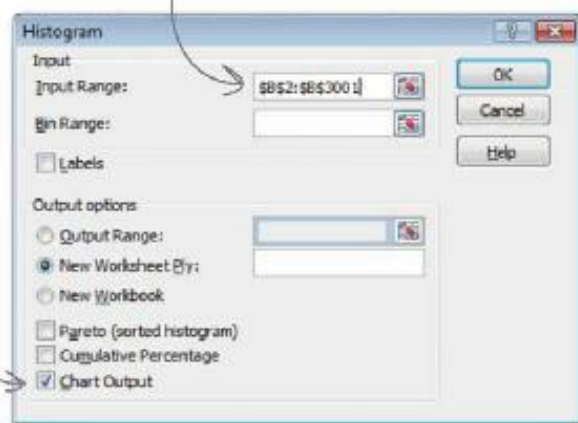 Histogram
Input
Input Range: $B$2:$B$3001 OK
Bin Range: Cancel
Labels Help
Output options
Output Range:
New Worksheet Ply:
New Workbook
Pareto (sorted histogram)
Cumulative Percentage
Chart Output